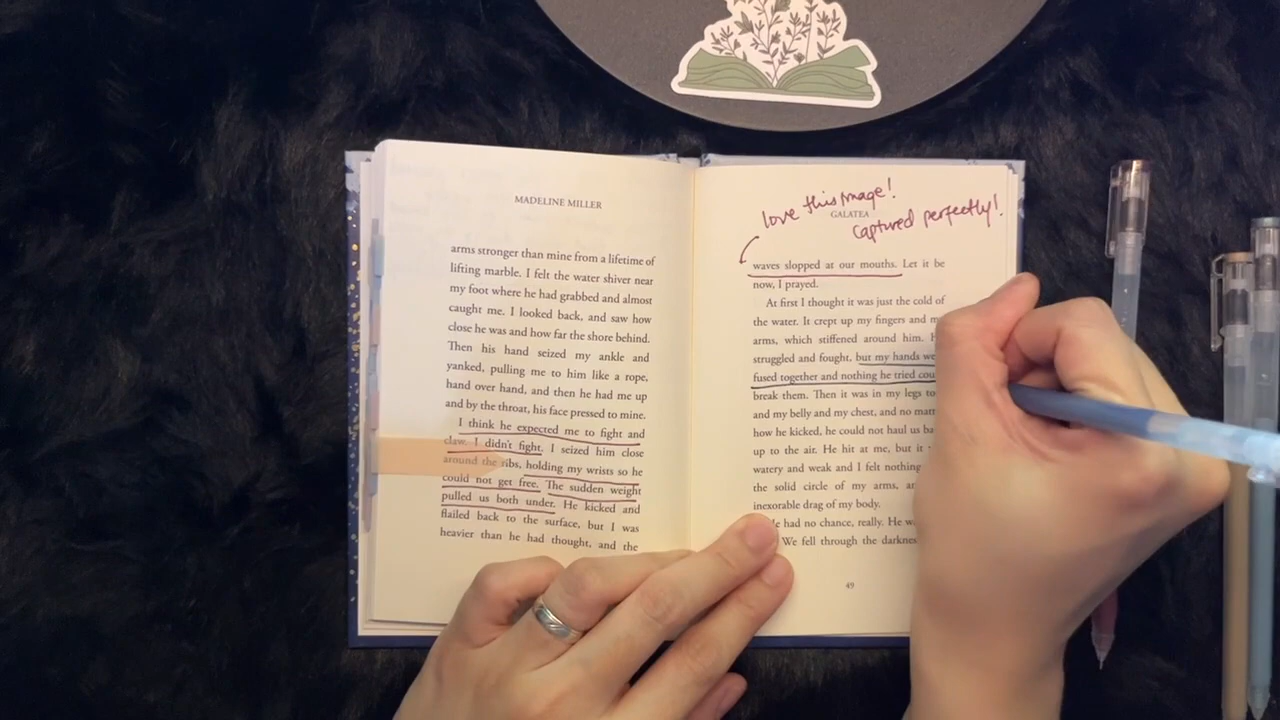 MADELINE MILLER
arms stronger than mine from a lifetime of
lifting marble. I felt the water shiver near
my foot where he had grabbed and almost
caught me. I looked back, and saw how
close he was and how far the shore behind.
Then his hand seized my ankle and
yanked, pulling me to him like a rope,
hand over hand, and then he had me up
and by the throat, his face pressed to mine.
I think he expected me to fight and
claw. I didn't fight. I seized him close
around the ribs, holding my wrists so he
could not get free. The sudden weight
pulled us both under. He kicked and
flailed back to the surface, but I was
heavier than he had thought, and the
love this image!
GALATEA
captured perfectly!
waves slopped at our mouths. Let it be
now, I prayed.
At first I thought it was just the cold of
the water. It crept up my fingers and
arms, which stiffened around him.
struggled and fought, but my hands
fused together and nothing he tried
break them. Then it was in my legs
and my belly and my chest, and no
how he kicked, he could not haul us
up to the air. He hit at me, but it
watery and weak and I felt nothing
the solid circle of my arms,
inexorable drag of my body.
had no chance, really. He
We fell through the
49